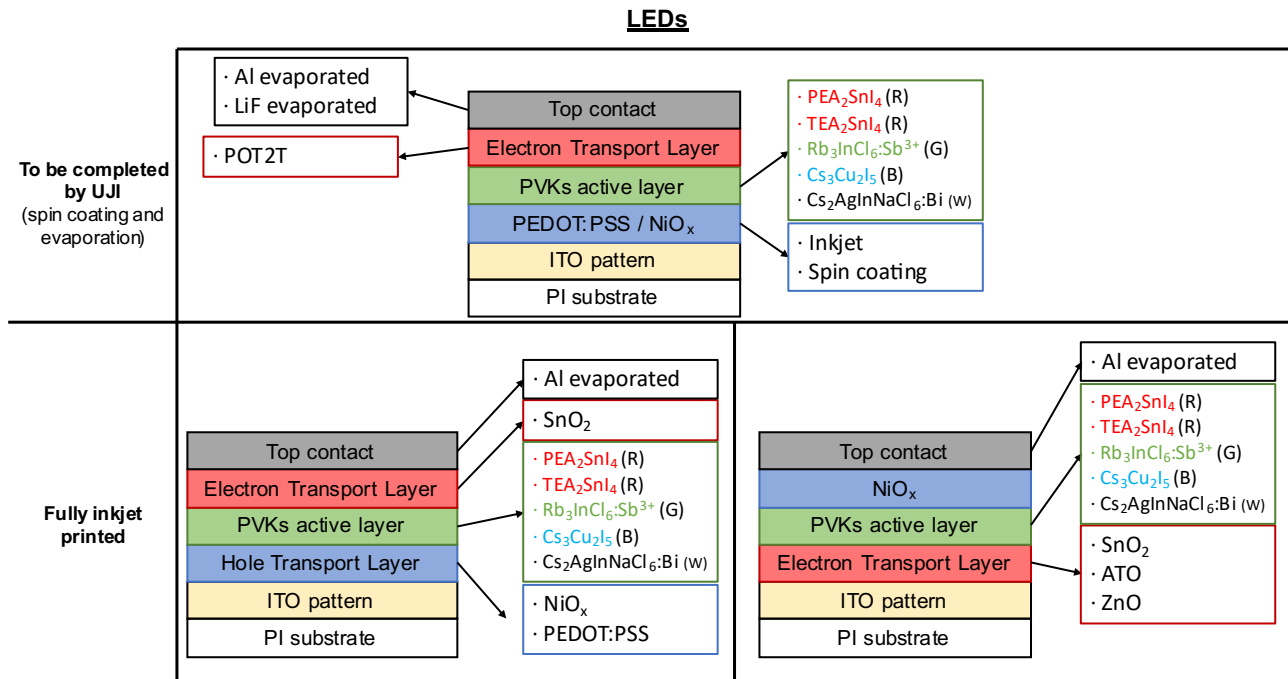 LEDs
To be completed
by UJI
(spin coating and
evaporation)
· Al evaporated
· LiF evaporated
· POT2T
Top contact
Electron Transport Layer
PVKs active layer
PEDOT:PSS / NiOₓ
ITO pattern
PI substrate
· PEA₂SnI₄ (R)
· TEA₂SnI₄ (R)
· Rb₃InCl₆:Sb³⁺ (G)
· Cs₃Cu₂I₅ (B)
· Cs₂AgInNaCl₆:Bi (W)
· Inkjet
· Spin coating
Fully inkjet
printed
Top contact
Electron Transport Layer
PVKs active layer
Hole Transport Layer
ITO pattern
PI substrate
· Al evaporated
· SnO₂
· PEA₂SnI₄ (R)
· TEA₂SnI₄ (R)
· Rb₃InCl₆:Sb³⁺ (G)
· Cs₃Cu₂I₅ (B)
· Cs₂AgInNaCl₆:Bi (W)
· NiOₓ
· PEDOT:PSS
Top contact
NiOₓ
PVKs active layer
Electron Transport Layer
ITO pattern
PI substrate
· Al evaporated
· PEA₂SnI₄ (R)
· TEA₂SnI₄ (R)
· Rb₃InCl₆:Sb³⁺ (G)
· Cs₃Cu₂I₅ (B)
· Cs₂AgInNaCl₆:Bi (W)
· SnO₂
· ATO
· ZnO